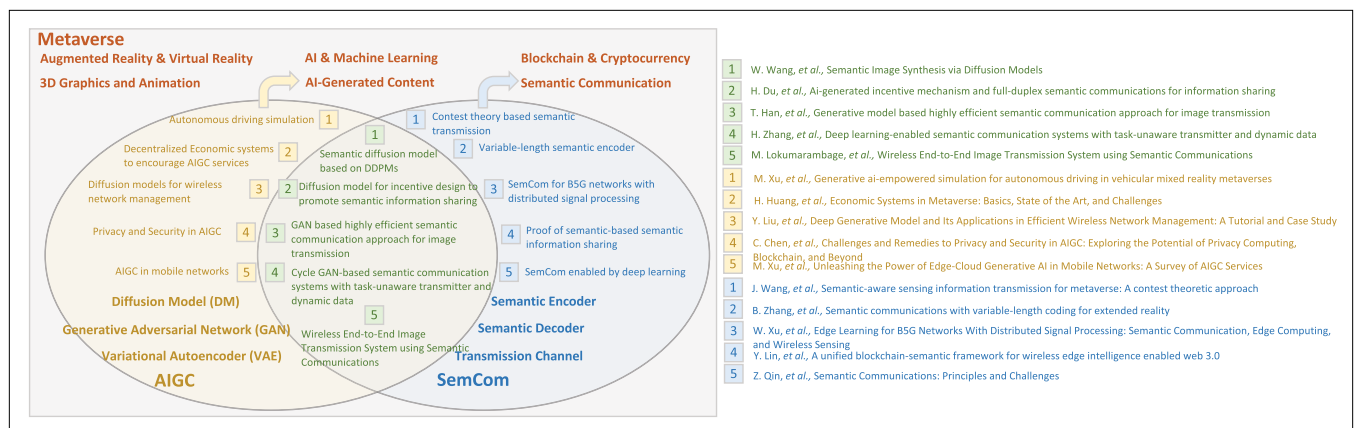 Metaverse
Augmented Reality & Virtual Reality
3D Graphics and Animation
AI & Machine Learning
AI-Generated Content
Blockchain & Cryptocurrency
Semantic Communication
Autonomous driving simulation 1
Decentralized Economic systems
to encourage AIGC services
2
Diffusion models for wireless
network management
3
Privacy and Security in AIGC 4
AIGC in mobile networks 5
Diffusion Model (DM)
Generative Adversarial Network (GAN)
Variational Autoencoder (VAE)
AIGC
1
Semantic diffusion model
based on DDPMs
2
Diffusion model for incentive design to
promote semantic information sharing
3
GAN based highly efficient semantic
communication approach for image
transmission
4
Cycle GAN-based semantic communication
systems with task-unaware transmitter and
dynamic data
5
Wireless End-to-End Image
Transmission System using Semantic
Communications
1
Contest theory based semantic
transmission
2 Variable-length semantic encoder
3
SemCom for B5G networks with
distributed signal processing
4
Proof of semantic-based semantic
information sharing
5 SemCom enabled by deep learning
Semantic Encoder
Semantic Decoder
Transmission Channel
SemCom
1 W. Wang, et al., Semantic Image Synthesis via Diffusion Models
2 H. Du, et al., Ai-generated incentive mechanism and full-duplex semantic communications for information sharing
3 T. Han, et al., Generative model based highly efficient semantic communication approach for image transmission
4 H. Zhang, et al., Deep learning-enabled semantic communication systems with task-unaware transmitter and dynamic data
5 M. Lokumarambage, et al., Wireless End-to-End Image Transmission System using Semantic Communications
1 M. Xu, et al., Generative ai-empowered simulation for autonomous driving in vehicular mixed reality metaverses
2 H. Huang, et al., Economic Systems in Metaverse: Basics, State of the Art, and Challenges
3 Y. Liu, et al., Deep Generative Model and Its Applications in Efficient Wireless Network Management: A Tutorial and Case Study
4 C. Chen, et al., Challenges and Remedies to Privacy and Security in AIGC: Exploring the Potential of Privacy Computing,
Blockchain, and Beyond
5 M. Xu, et al., Unleashing the Power of Edge-Cloud Generative AI in Mobile Networks: A Survey of AIGC Services
1 J. Wang, et al., Semantic-aware sensing information transmission for metaverse: A contest theoretic approach
2 B. Zhang, et al., Semantic communications with variable-length coding for extended reality
3 W. Xu, et al., Edge Learning for B5G Networks With Distributed Signal Processing: Semantic Communication, Edge Computing,
and Wireless Sensing
4 Y. Lin, et al., A unified blockchain-semantic framework for wireless edge intelligence enabled web 3.0
5 Z. Qin, et al., Semantic Communications: Principles and Challenges